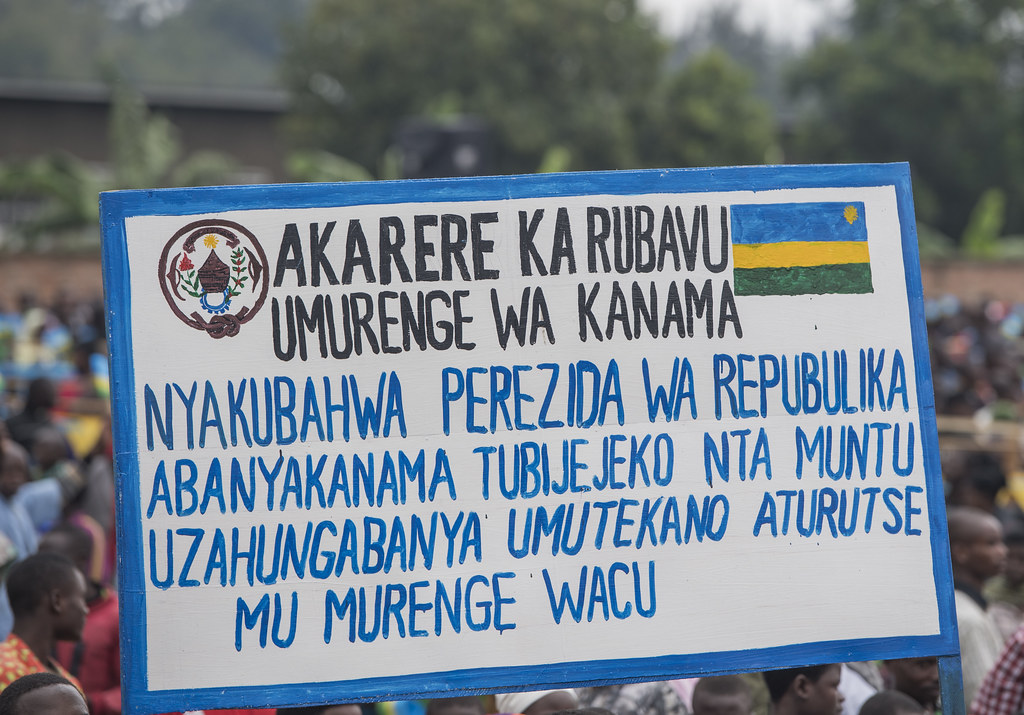 AKARERE KA RUBAVU
UMURENGE WA KANAMA
NYAKUBAHWA PEREZIDA WA REPUBULIKA
ABANYAKANAMA TUBIJEJEKO NTA MUNTU
UZAHUNGABANYA UMUTEKANO ATURUTSE
MU MURENGE WACU